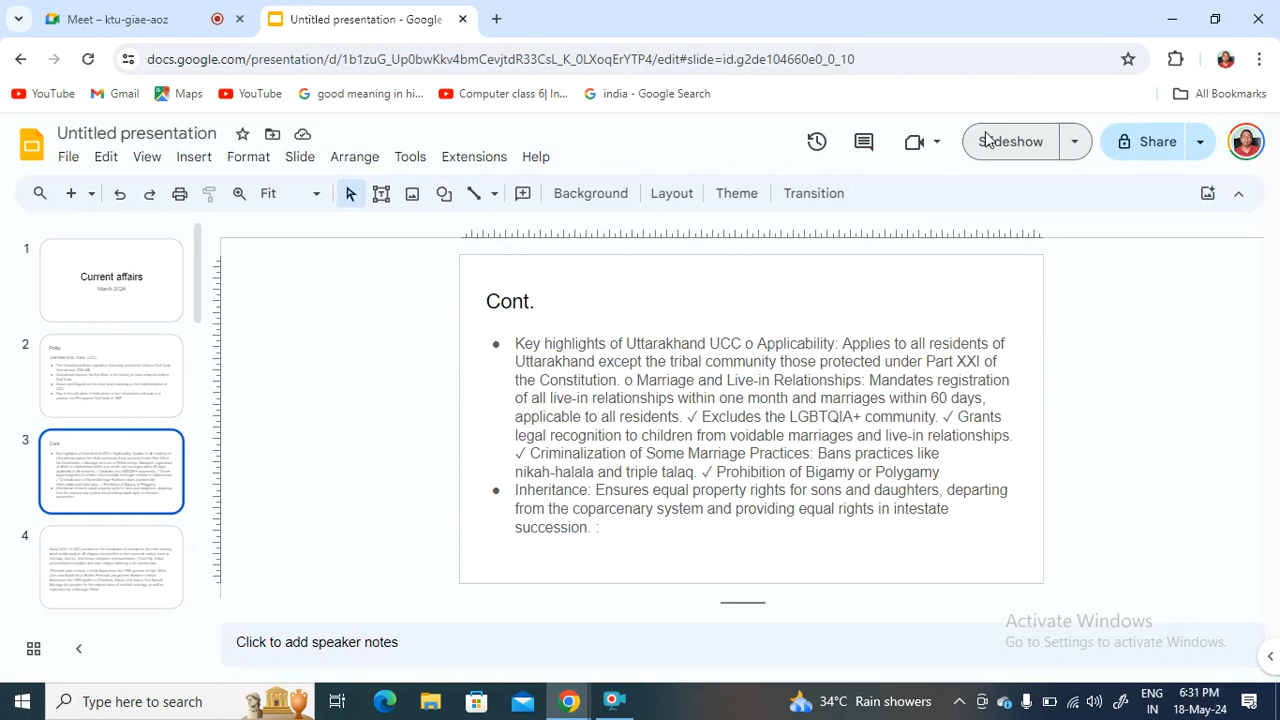 Meet – ktu-giae-aoz
Untitled presentation - Google
docs.google.com/presentation/d/1b1zuG_Up0bwKkv4bmCevjtdR33CsL_K_0LXoqErYTP4/edit#slide=id.g2de104660e0_0_10
YouTube Gmail Maps YouTube good meaning in hi... Computer class 6| In... india - Google Search All Bookmarks
Untitled presentation
File Edit View Insert Format Slide Arrange Tools Extensions Help
Slideshow Share
Fit Background Layout Theme Transition
1
Current affairs
March 2024
2
Polity
3
Cont.
4
Cont.
Key highlights of Uttarakhand UCC o Applicability: Applies to all residents of
Uttarakhand except the tribal community those protected under Part XXI of
the Constitution. o Marriage and Live-in Relationships: Mandates registration
of all live-in relationships within one month and marriages within 60 days,
applicable to all residents. ✓ Excludes the LGBTQIA+ community. ✓ Grants
legal recognition to children from voidable marriages and live-in relationships.
✓ Criminalization of Some Marriage Practices: Bans practices like
nikah halala and triple talaq. ✓ Prohibition of Bigamy or Polygamy
Inheritance: Ensures equal property rights for sons and daughters, departing
from the coparcenary system and providing equal rights in intestate
succession. :
Click to add speaker notes
Activate Windows
Go to Settings to activate Windows.
Type here to search
34°C Rain showers
ENG
IN
6:31 PM
18-May-24